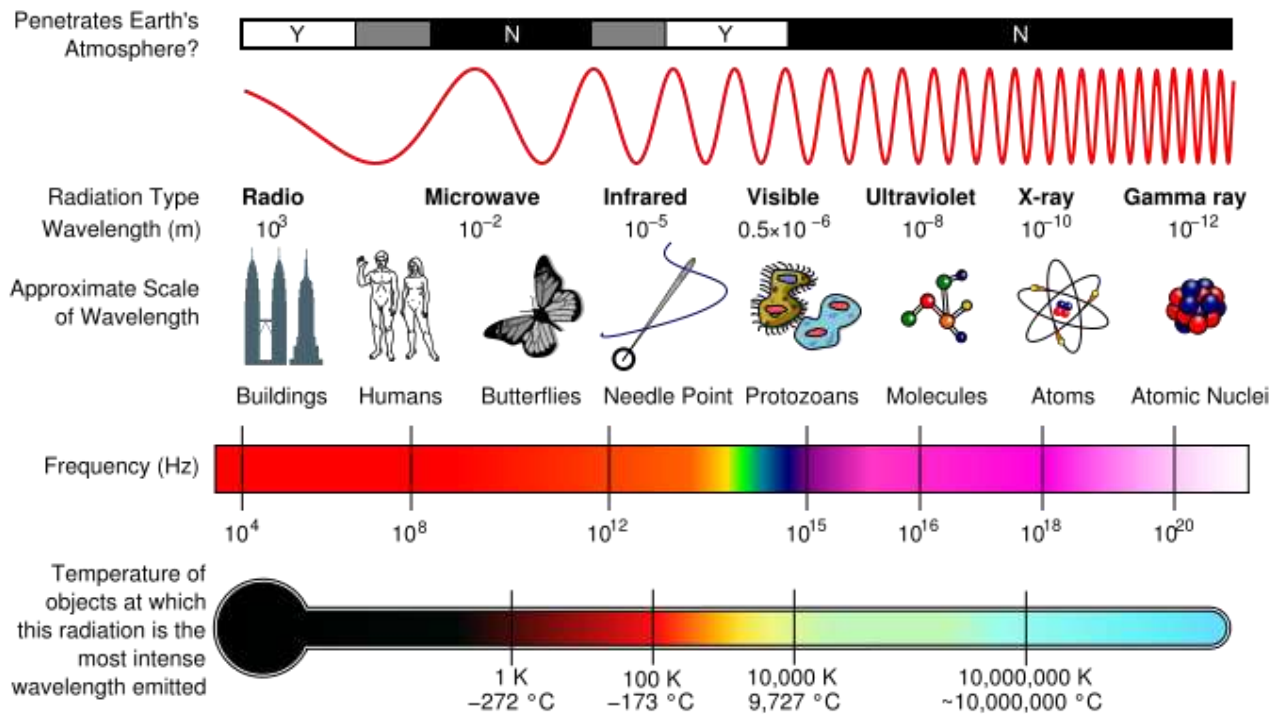 Penetrates Earth's
Atmosphere?
Y N Y N
Radiation Type
Radio Microwave Infrared Visible Ultraviolet X-ray Gamma ray
Wavelength (m)
10³ 10⁻² 10⁻⁵ 0.5×10⁻⁶ 10⁻⁸ 10⁻¹⁰ 10⁻¹²
Approximate Scale
of Wavelength
Buildings Humans Butterflies Needle Point Protozoans Molecules Atoms Atomic Nuclei
Frequency (Hz)
10⁴ 10⁸ 10¹² 10¹⁵ 10¹⁶ 10¹⁸ 10²⁰
Temperature of
objects at which
this radiation is the
most intense
wavelength emitted
1 K 100 K 10,000 K 10,000,000 K
−272 °C −173 °C 9,727 °C ~10,000,000 °C